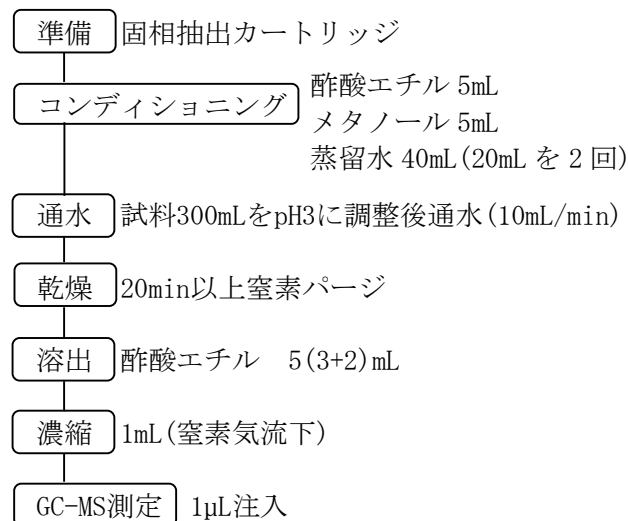 準備 固相抽出カートリッジ
コンディショニング 酢酸エチル 5mL
メタノール 5mL
蒸留水 40mL(20mL を 2 回)
通水 試料300mLをpH3に調整後通水(10mL/min)
乾燥 20min以上窒素パージ
溶出 酢酸エチル　5(3+2)mL
濃縮 1mL(窒素気流下)
GC-MS測定 1μL注入